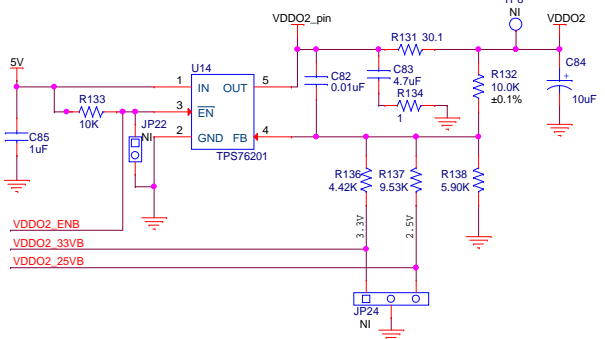 NI
VDDO2_pin
VDDO2
R131 30.1
5V
U14
1 IN OUT 5
C82
0.01uF
C83
4.7uF
R132
10.0K
±0.1%
C84
+
10uF
R133
10K
3 EN
R134
1
JP22
NI
2 GND FB 4
TPS76201
C85
1uF
R136
4.42K
R137
9.53K
R138
5.90K
3.3V
2.5V
VDDO2_ENB
VDDO2_33VB
VDDO2_25VB
JP24
NI